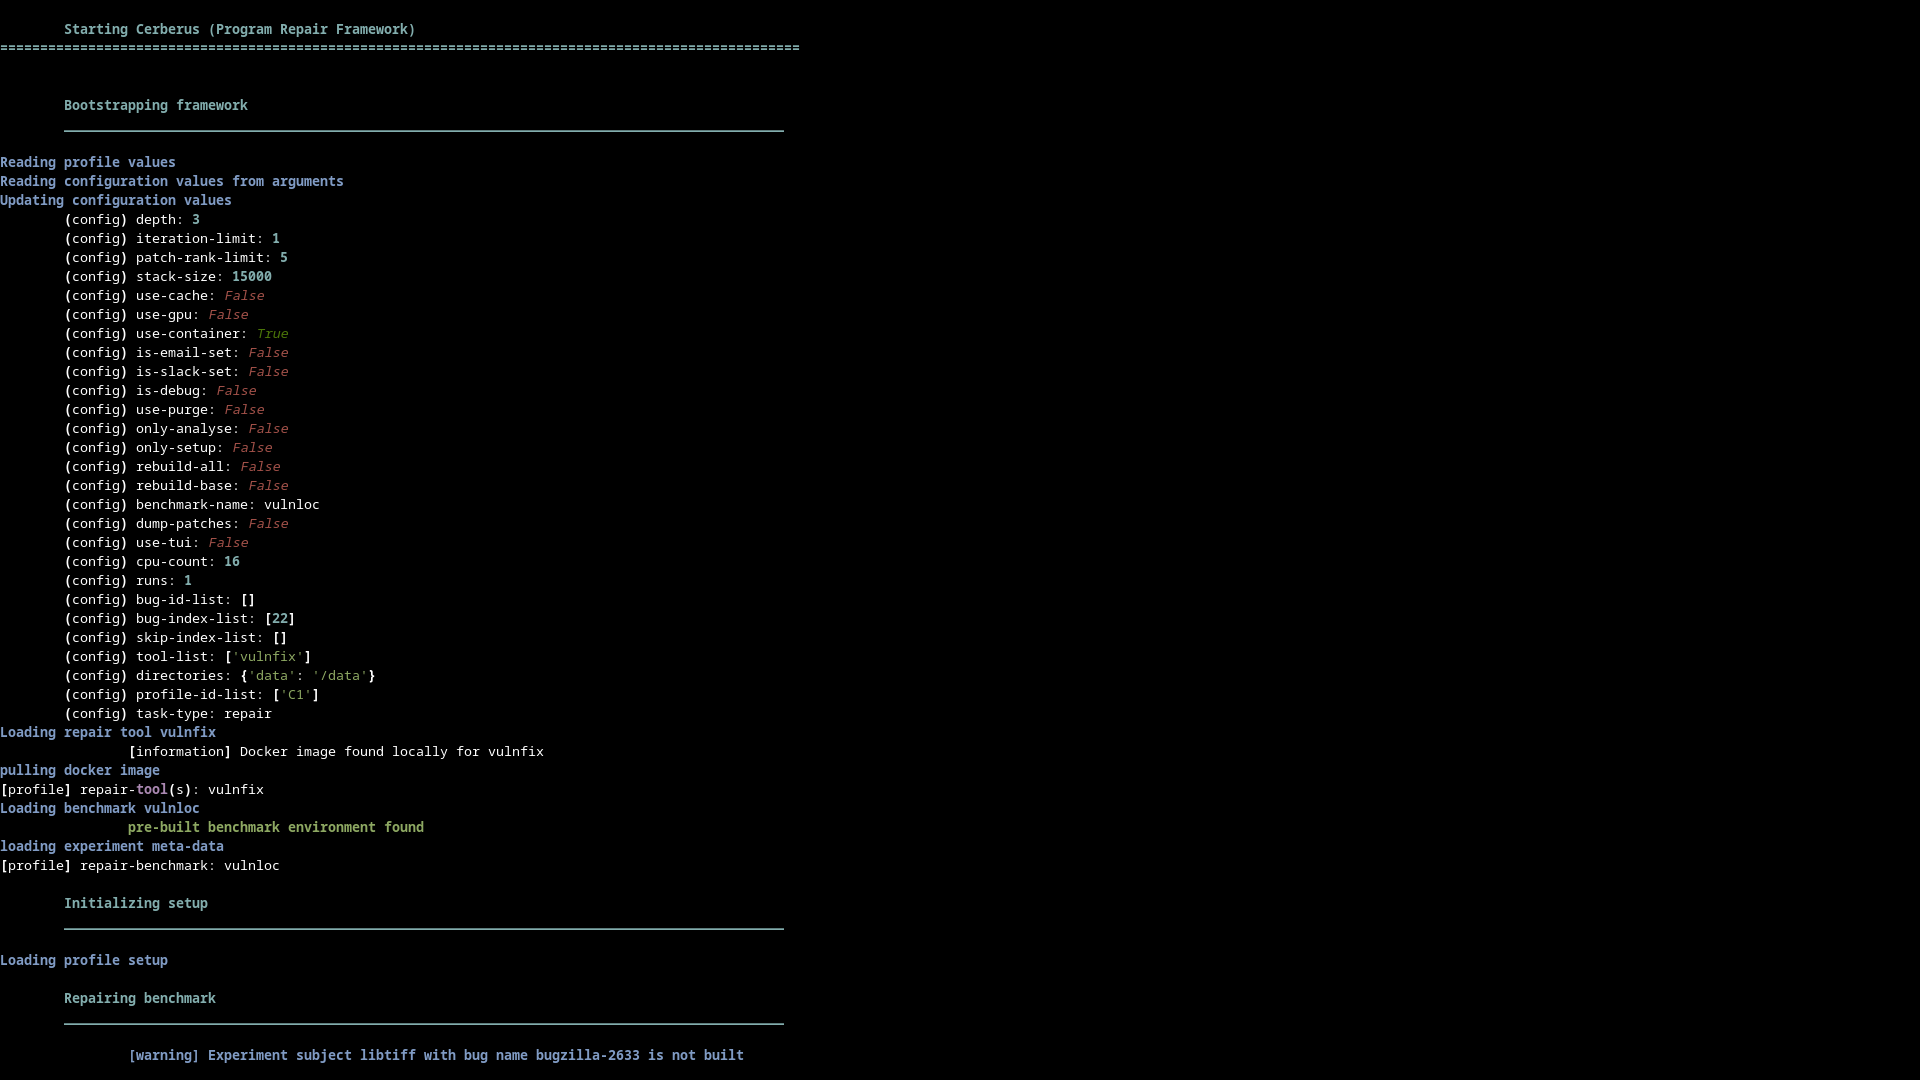 Starting Cerberus (Program Repair Framework)
====================================================================================================
Bootstrapping framework
Reading profile values
Reading configuration values from arguments
Updating configuration values
(config) depth: 3
(config) iteration-limit: 1
(config) patch-rank-limit: 5
(config) stack-size: 15000
(config) use-cache: False
(config) use-gpu: False
(config) use-container: True
(config) is-email-set: False
(config) is-slack-set: False
(config) is-debug: False
(config) use-purge: False
(config) only-analyse: False
(config) only-setup: False
(config) rebuild-all: False
(config) rebuild-base: False
(config) benchmark-name: vulnloc
(config) dump-patches: False
(config) use-tui: False
(config) cpu-count: 16
(config) runs: 1
(config) bug-id-list: []
(config) bug-index-list: [22]
(config) skip-index-list: []
(config) tool-list: ['vulnfix']
(config) directories: {'data': '/data'}
(config) profile-id-list: ['C1']
(config) task-type: repair
Loading repair tool vulnfix
[information] Docker image found locally for vulnfix
pulling docker image
[profile] repair-tool(s): vulnfix
Loading benchmark vulnloc
pre-built benchmark environment found
loading experiment meta-data
[profile] repair-benchmark: vulnloc
Initializing setup
Loading profile setup
Repairing benchmark
[warning] Experiment subject libtiff with bug name bugzilla-2633 is not built